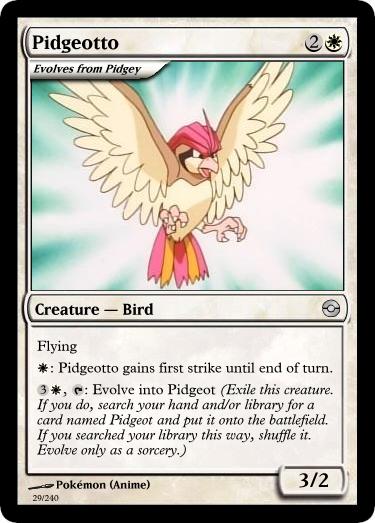 Pidgeotto 2
Evolves from Pidgey
Creature — Bird
Flying
: Pidgeotto gains first strike until end of turn.
3, : Evolve into Pidgeot (Exile this creature.
If you do, search your hand and/or library for a
card named Pidgeot and put it onto the battlefield.
If you searched your library this way, shuffle it.
Evolve only as a sorcery.)
3/2
Pokémon (Anime)
29/240